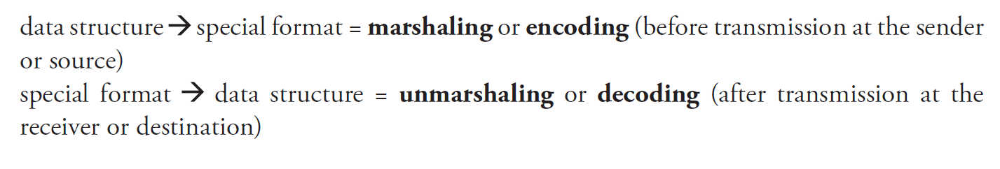 data structure → special format = marshaling or encoding (before transmission at the sender
or source)
special format → data structure = unmarshaling or decoding (after transmission at the
receiver or destination)